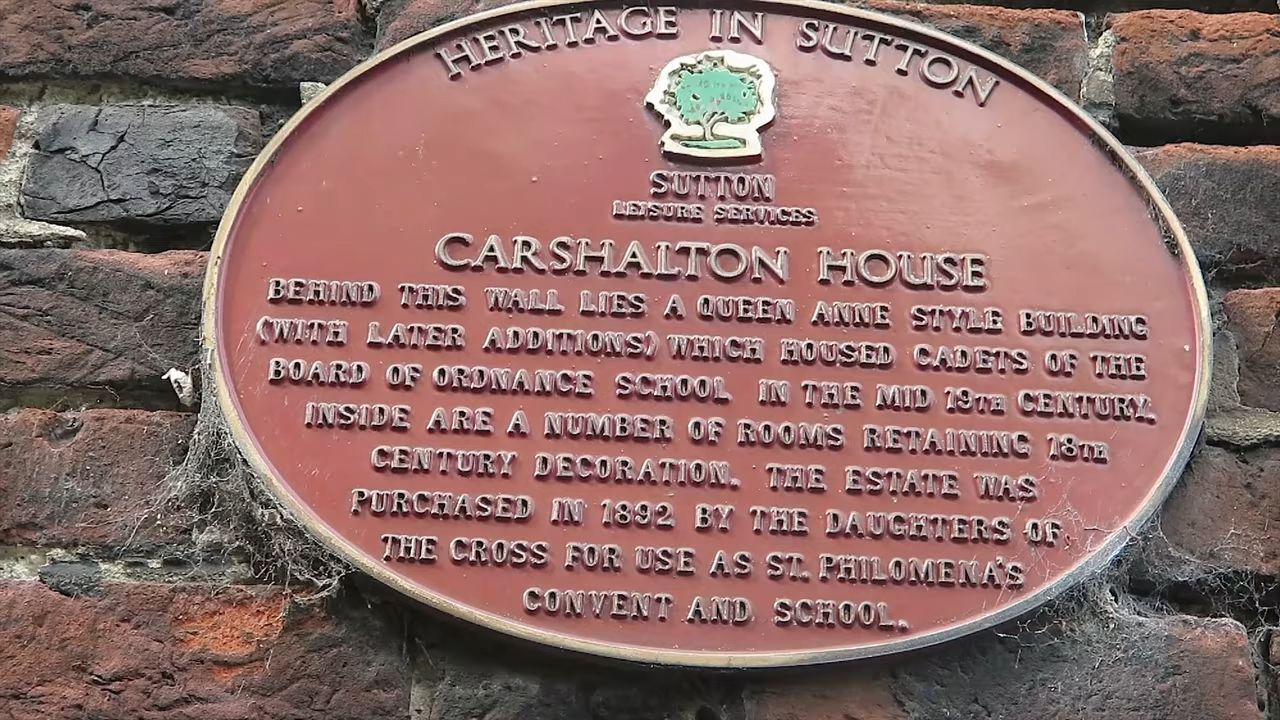 HERITAGE IN SUTTON
SUTTON
LEISURE SERVICES
CARSHALTON HOUSE
BEHIND THIS WALL LIES A QUEEN ANNE STYLE BUILDING
(WITH LATER ADDITIONS) WHICH HOUSED CADETS OF THE
BOARD OF ORDNANCE SCHOOL IN THE MID 19TH CENTURY.
INSIDE ARE A NUMBER OF ROOMS RETAINING 18TH
CENTURY DECORATION. THE ESTATE WAS
PURCHASED IN 1892 BY THE DAUGHTERS OF
THE CROSS FOR USE AS ST. PHILOMENA'S
CONVENT AND SCHOOL.